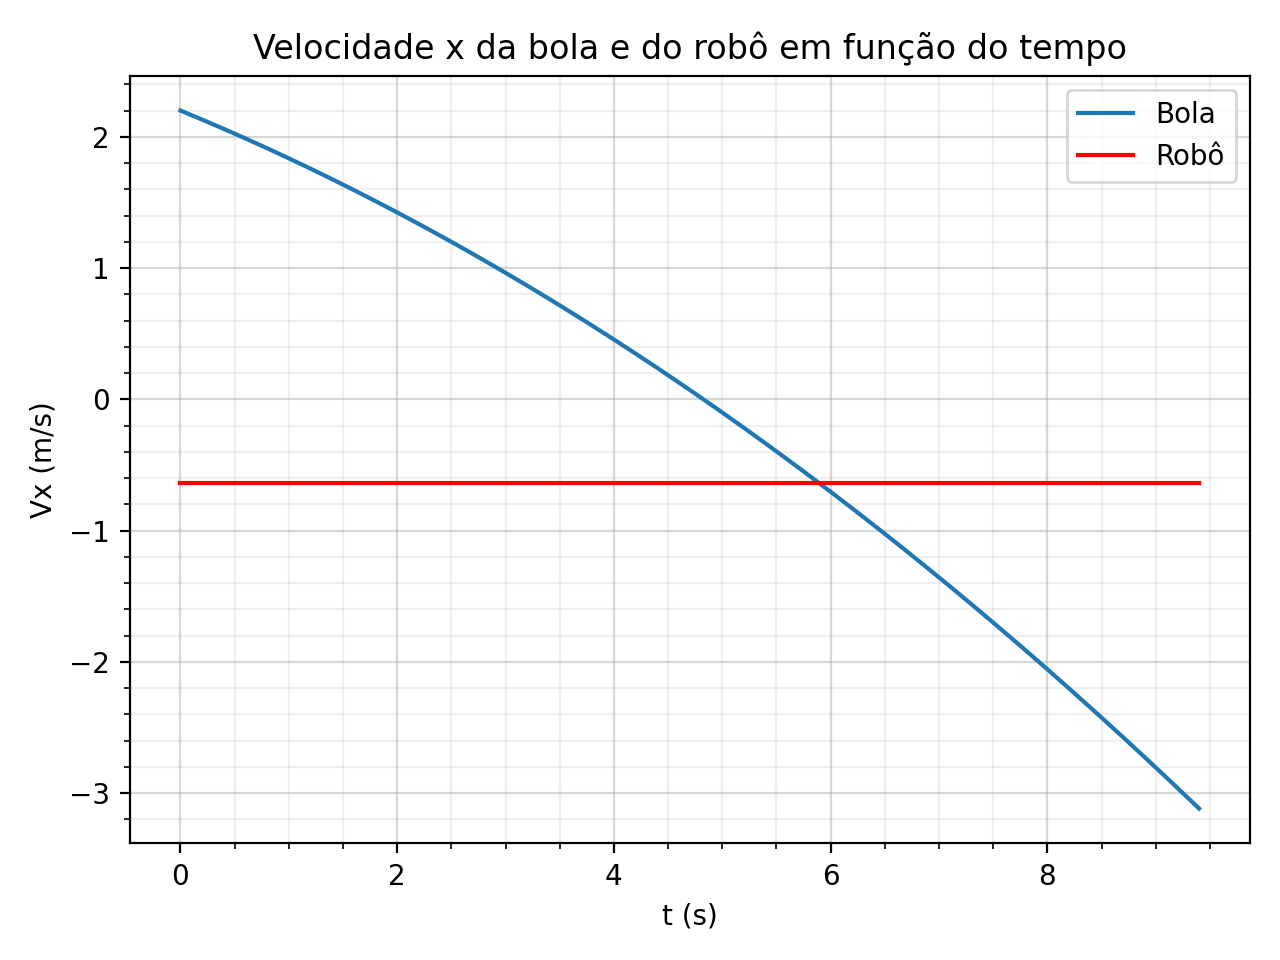 Velocidade x da bola e do robô em função do tempo
Bola
Robô
2
1
0
−1
−2
−3
Vx (m/s)
0 2 4 6 8
t (s)